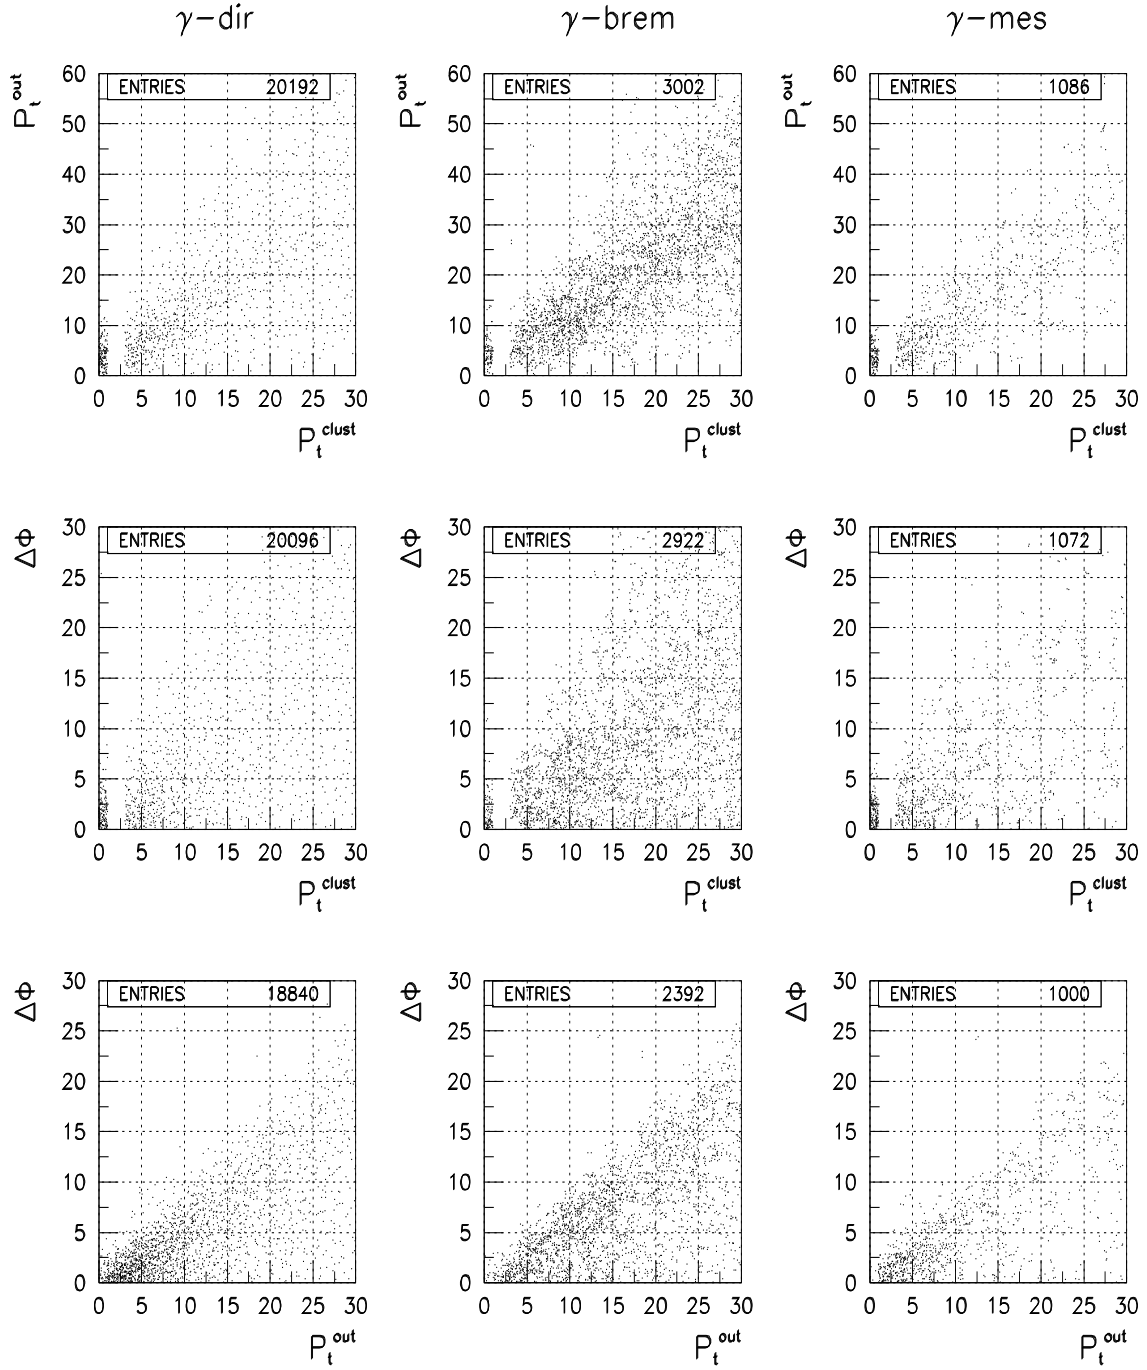 γ−dir γ−brem γ−mes
P_t^out 60 ENTRIES 20192 P_t^out 60 ENTRIES 3002 P_t^out 60 ENTRIES 1086
50 50 50
40 40 40
30 30 30
20 20 20
10 10 10
0 0 0
0 5 10 15 20 25 30 0 5 10 15 20 25 30 0 5 10 15 20 25 30
P_t^clust P_t^clust P_t^clust
ΔΦ 30 ENTRIES 20096 ΔΦ 30 ENTRIES 2922 ΔΦ 30 ENTRIES 1072
25 25 25
20 20 20
15 15 15
10 10 10
5 5 5
0 0 0
0 5 10 15 20 25 30 0 5 10 15 20 25 30 0 5 10 15 20 25 30
P_t^clust P_t^clust P_t^clust
ΔΦ 30 ENTRIES 18840 ΔΦ 30 ENTRIES 2392 ΔΦ 30 ENTRIES 1000
25 25 25
20 20 20
15 15 15
10 10 10
5 5 5
0 0 0
0 5 10 15 20 25 30 0 5 10 15 20 25 30 0 5 10 15 20 25 30
P_t^out P_t^out P_t^out